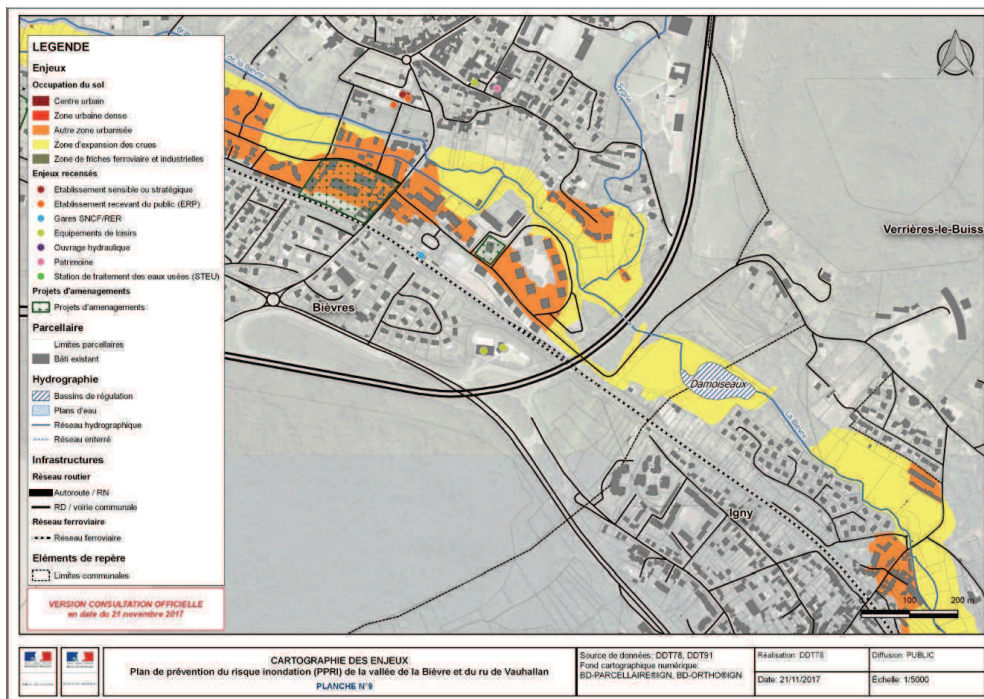 LEGENDE
Enjeux
Occupation du sol
Centre urbain
Zone urbaine dense
Autre zone urbanisée
Zone d'expansion des crues
Zone de friches ferroviaire et industrielles
Enjeux recensés
Etablissement sensible ou stratégique
Etablissement recevant du public (ERP)
Gares SNCF/RER
Equipements de loisirs
Ouvrage hydraulique
Patrimoine
Station de traitement des eaux usées (STEU)
Projets d'amenagements
Projets d'aménagements
Parcellaire
Limites parcellaires
Bâti existant
Hydrographie
Bassins de régulation
Plans d'eau
Réseau hydrographique
Réseau enterré
Infrastructures
Réseau routier
Autoroute / RN
RD / voirie communale
Réseau ferroviaire
Réseau ferroviaire
Eléments de repère
Limites communales
VERSION CONSULTATION OFFICIELLE
en date du 21 novembre 2017
de la Bièvre
Sygrie
Verrières-le-Buiss
Bièvres
Damoiseaux
La Bièvre
Igny
0 100 200 m
CARTOGRAPHIE DES ENJEUX
Plan de prévention du risque inondation (PPRI) de la vallée de la Bièvre et du ru de Vauhallan
PLANCHE N°9
Source de données: DDT78, DDT91
Fond cartographique numérique:
BD-PARCELLAIRE®IGN, BD-ORTHO®IGN
Réalisation: DDT78
Date: 21/11/2017
Diffusion: PUBLIC
Échelle: 1/5000